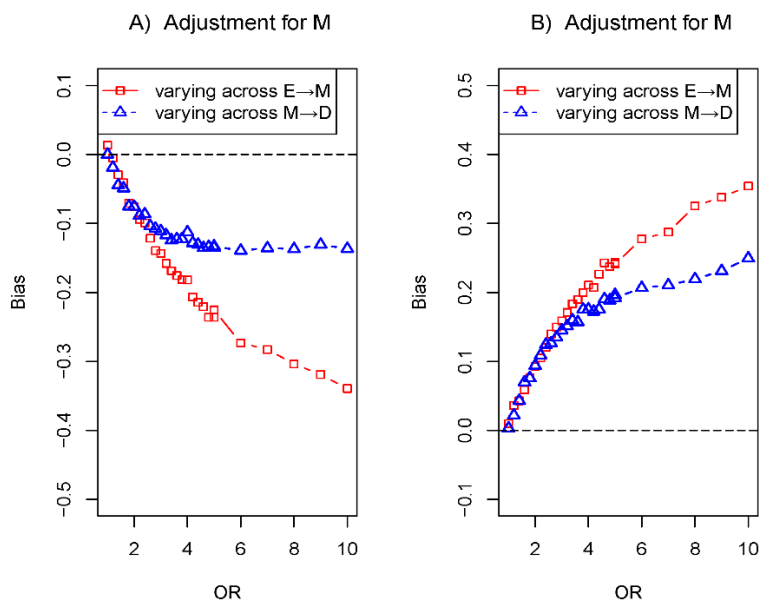 A) Adjustment for M
varying across E→M
varying across M→D
0.1
0.0
−0.1
−0.2
−0.3
−0.4
−0.5
Bias
2 4 6 8 10
OR
B) Adjustment for M
varying across E→M
varying across M→D
0.5
0.4
0.3
0.2
0.1
0.0
−0.1
Bias
2 4 6 8 10
OR